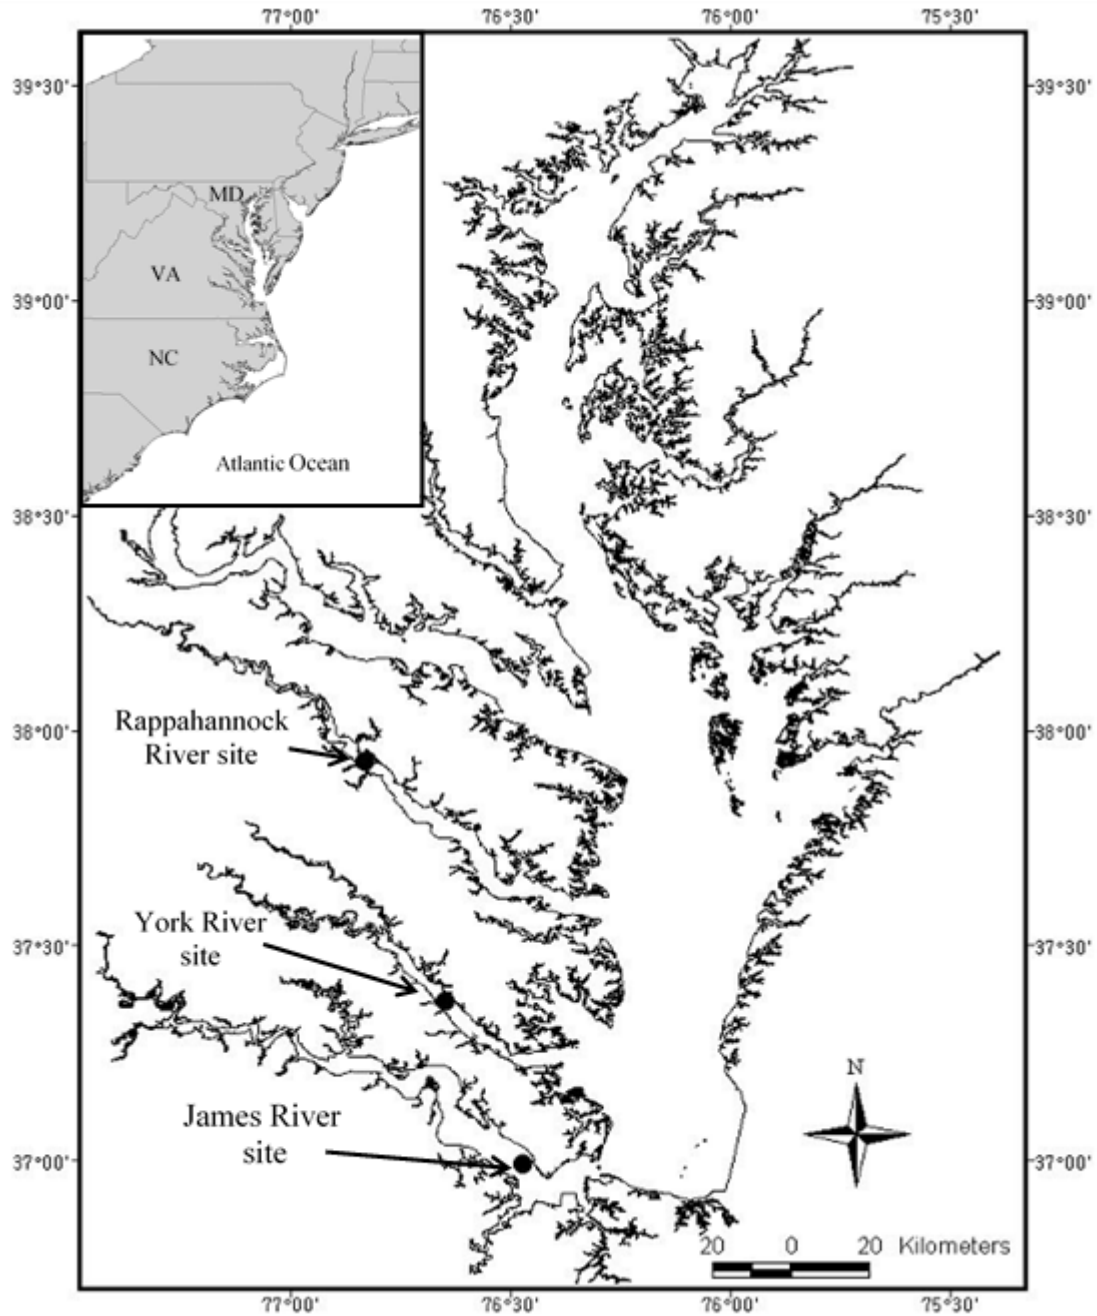 77°00' 76°30' 76°00' 75°30'
39°30' 39°30'
MD
VA
39°00' 39°00'
NC
Atlantic Ocean
38°30' 38°30'
Rappahannock
River site
38°00' 38°00'
York River
site
37°30' 37°30'
N
James River
site
37°00' 37°00'
20 0 20 Kilometers
77°00' 76°30' 76°00' 75°30'